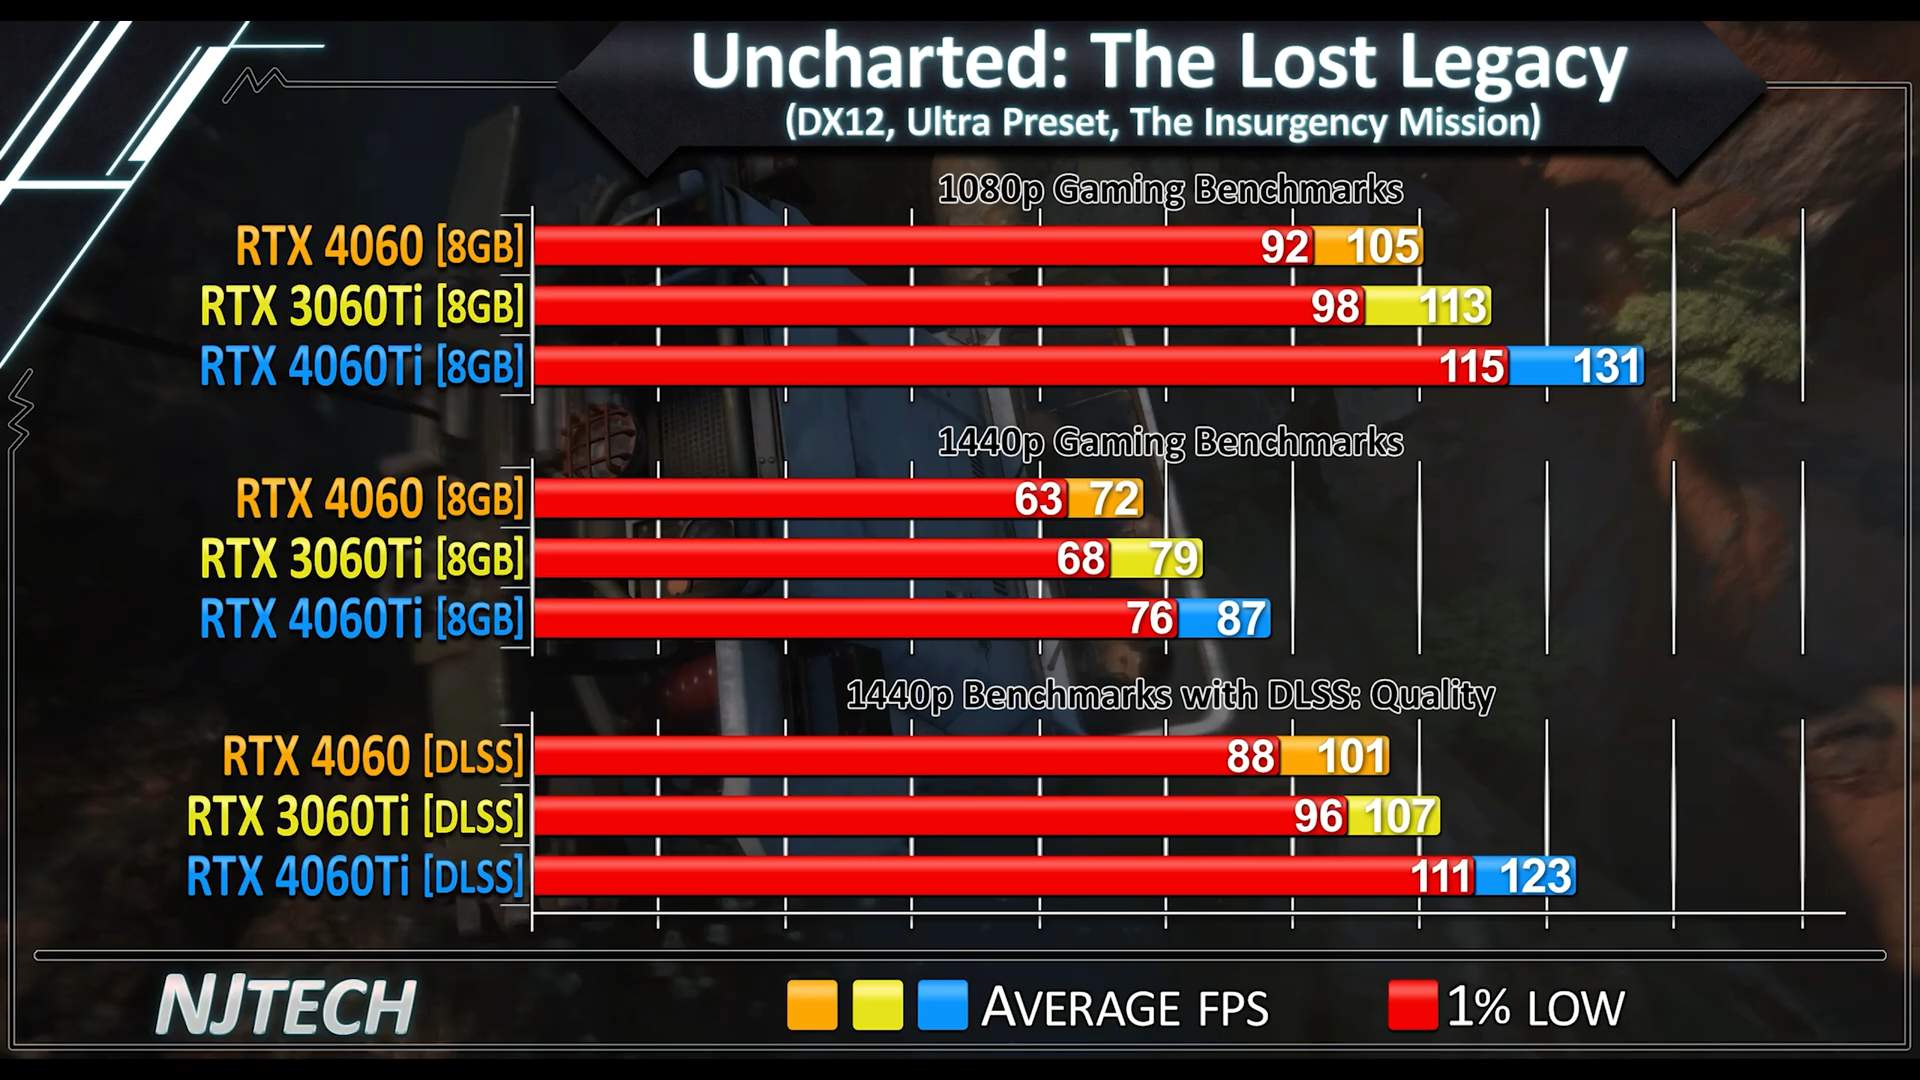 Uncharted: The Lost Legacy
(DX12, Ultra Preset, The Insurgency Mission)
1080p Gaming Benchmarks
RTX 4060 [8GB] 92 105
RTX 3060Ti [8GB] 98 113
RTX 4060Ti [8GB] 115 131
1440p Gaming Benchmarks
RTX 4060 [8GB] 63 72
RTX 3060Ti [8GB] 68 79
RTX 4060Ti [8GB] 76 87
1440p Benchmarks with DLSS: Quality
RTX 4060 [DLSS] 88 101
RTX 3060Ti [DLSS] 96 107
RTX 4060Ti [DLSS] 111 123
NJTECH AVERAGE FPS 1% LOW